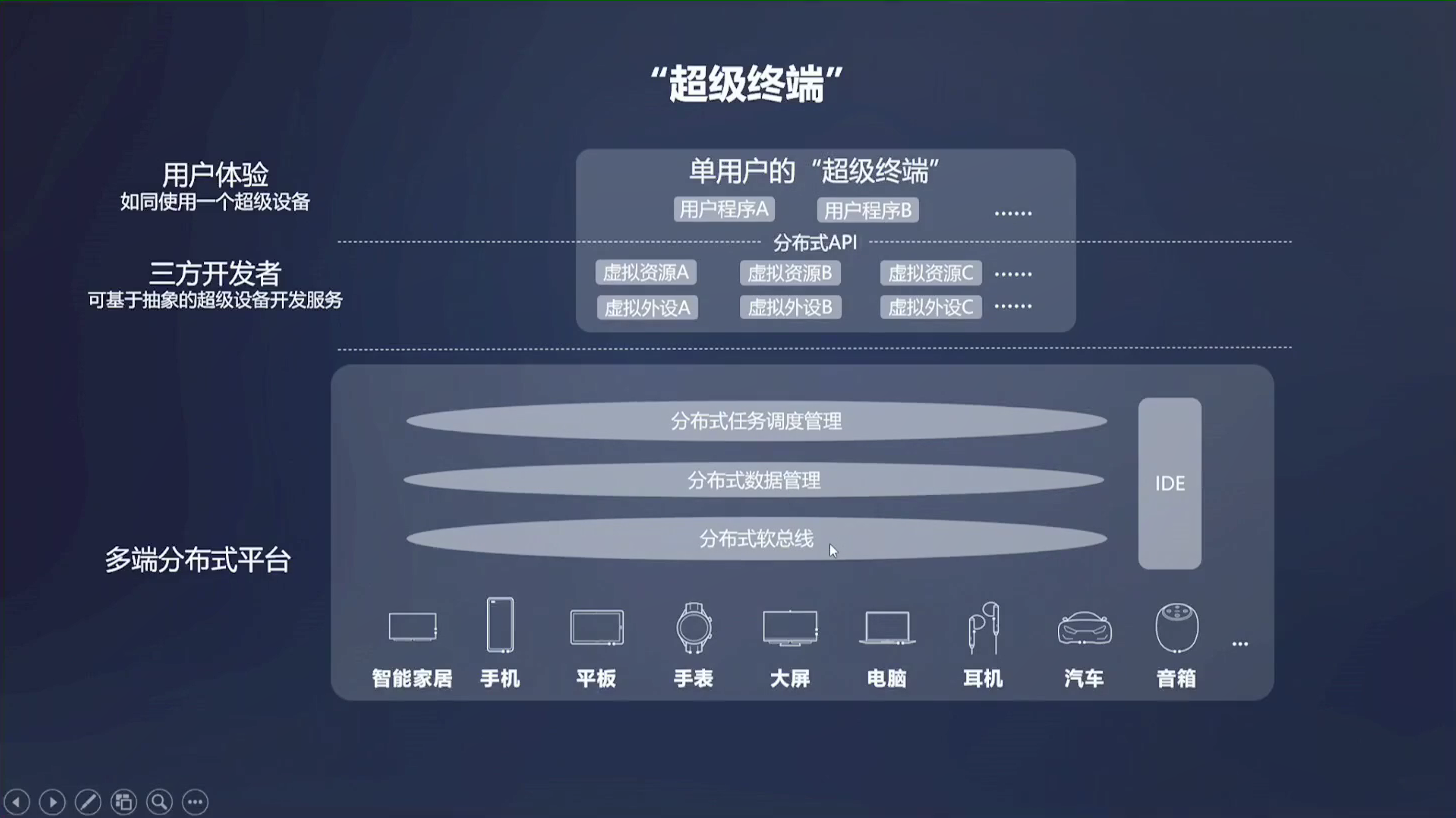 “超级终端”
用户体验
如同使用一个超级设备
单用户的“超级终端”
用户程序A 用户程序B ……
分布式API
三方开发者
可基于抽象的超级设备开发服务
虚拟资源A 虚拟资源B 虚拟资源C ……
虚拟外设A 虚拟外设B 虚拟外设C ……
多端分布式平台
分布式任务调度管理
分布式数据管理
分布式软总线
IDE
智能家居 手机 平板 手表 大屏 电脑 耳机 汽车 音箱 ...